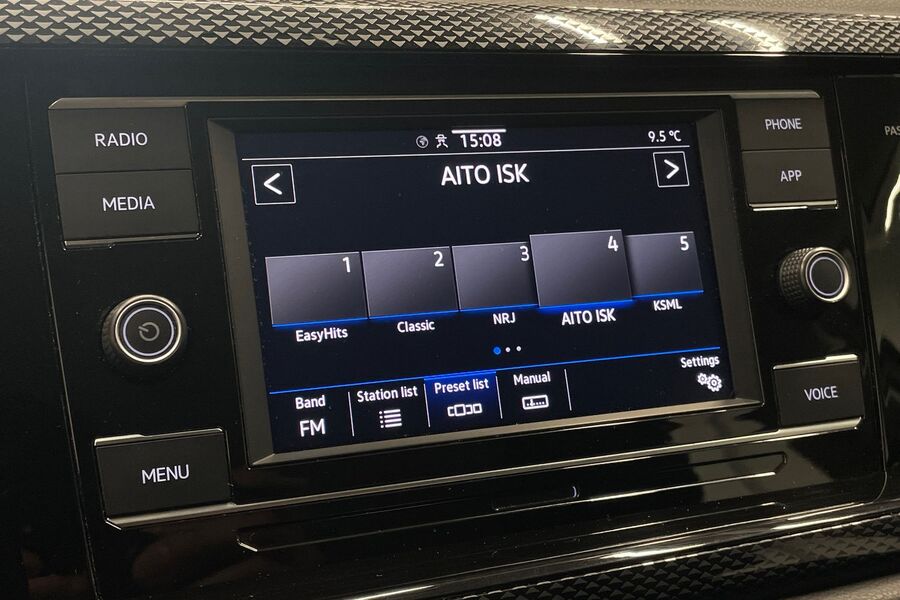 RADIO
MEDIA
MENU
15:08
9.5 °C
<
AITO ISK
>
1
2
3
4
5
EasyHits
Classic
NRJ
AITO ISK
KSML
Band
FM
Station list
Preset list
Manual
Settings
PHONE
APP
VOICE
PAS